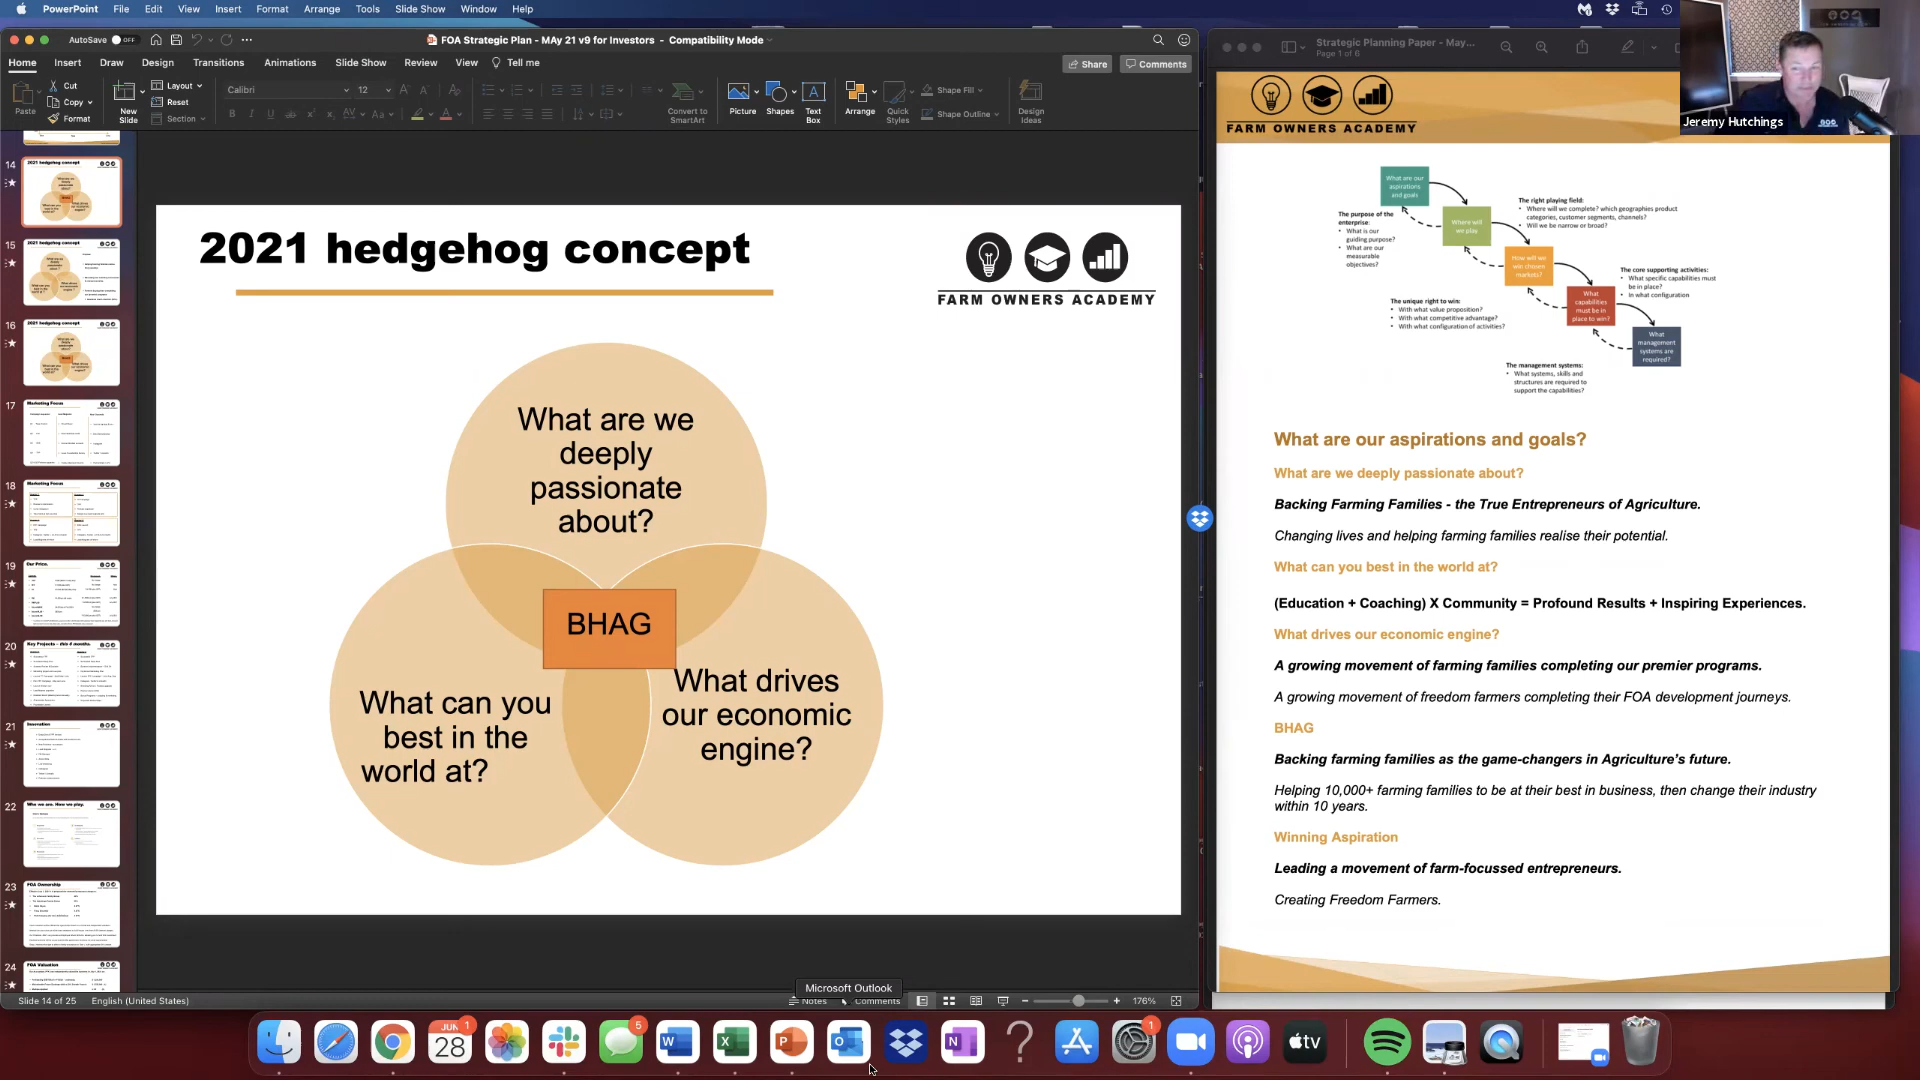 PowerPoint File Edit View Insert Format Arrange Tools Slide Show Window Help
AutoSave OFF
FOA Strategic Plan - MAy 21 v9 for Investors - Compatibility Mode
Home Insert Draw Design Transitions Animations Slide Show Review View Tell me
Share Comments
Paste
Cut
Copy
Format
New Slide
Layout
Reset
Section
Calibri 12
Convert to SmartArt
Picture
Shapes
Text Box
Arrange
Quick Styles
Shape Fill
Shape Outline
Design Ideas
14
2021 hedgehog concept
15
2021 hedgehog concept
16
2021 hedgehog concept
17
Marketing Focus
18
Marketing Focus
19
Our Price.
20
Key Projects - this 6 months.
21
Innovation
22
Who we are. How we play.
23
FOA Ownership
24
FOA Valuation
2021 hedgehog concept
FARM OWNERS ACADEMY
What are we
deeply
passionate
about?
BHAG
What can you
best in the
world at?
What drives
our economic
engine?
Microsoft Outlook
Slide 14 of 25
English (United States)
Notes
Comments
176%
Strategic Planning Paper - May...
Page 1 of 6
Jeremy Hutchings
FARM OWNERS ACADEMY
What are our
aspirations
and goals
The purpose of the
enterprise:
• What is our
guiding purpose?
• What are our
measurable
objectives?
Where will
we play
The right playing field:
• Where will we complete? which geographies product
categories, customer segments, channels?
• Will we be narrow or broad?
How will we
win chosen
markets?
The unique right to win:
• With what value proposition?
• With what competitive advantage?
• With what configuration of activities?
What
capabilities
must be in
place to win?
The core supporting activities:
• What specific capabilities must
be in place?
• In what configuration
What
management
systems are
required?
The management systems:
• What systems, skills and
structures are required to
support the capabilities?
What are our aspirations and goals?
What are we deeply passionate about?
Backing Farming Families - the True Entrepreneurs of Agriculture.
Changing lives and helping farming families realise their potential.
What can you best in the world at?
(Education + Coaching) X Community = Profound Results + Inspiring Experiences.
What drives our economic engine?
A growing movement of farming families completing our premier programs.
A growing movement of freedom farmers completing their FOA development journeys.
BHAG
Backing farming families as the game-changers in Agriculture's future.
Helping 10,000+ farming families to be at their best in business, then change their industry
within 10 years.
Winning Aspiration
Leading a movement of farm-focussed entrepreneurs.
Creating Freedom Farmers.
JUN
28
1
5
1
tv